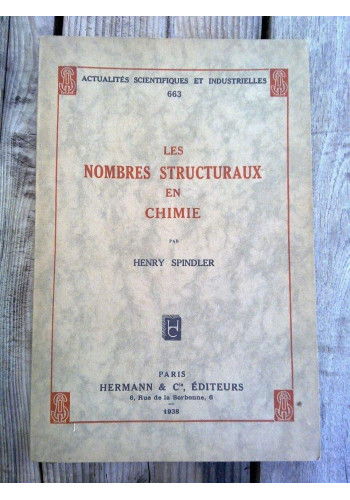 ACTUALITÉS SCIENTIFIQUES ET INDUSTRIELLES
663
LES
NOMBRES STRUCTURAUX
EN
CHIMIE
PAR
HENRY SPINDLER
HC
PARIS
HERMANN & Cie, ÉDITEURS
6, Rue de la Sorbonne, 6
1938